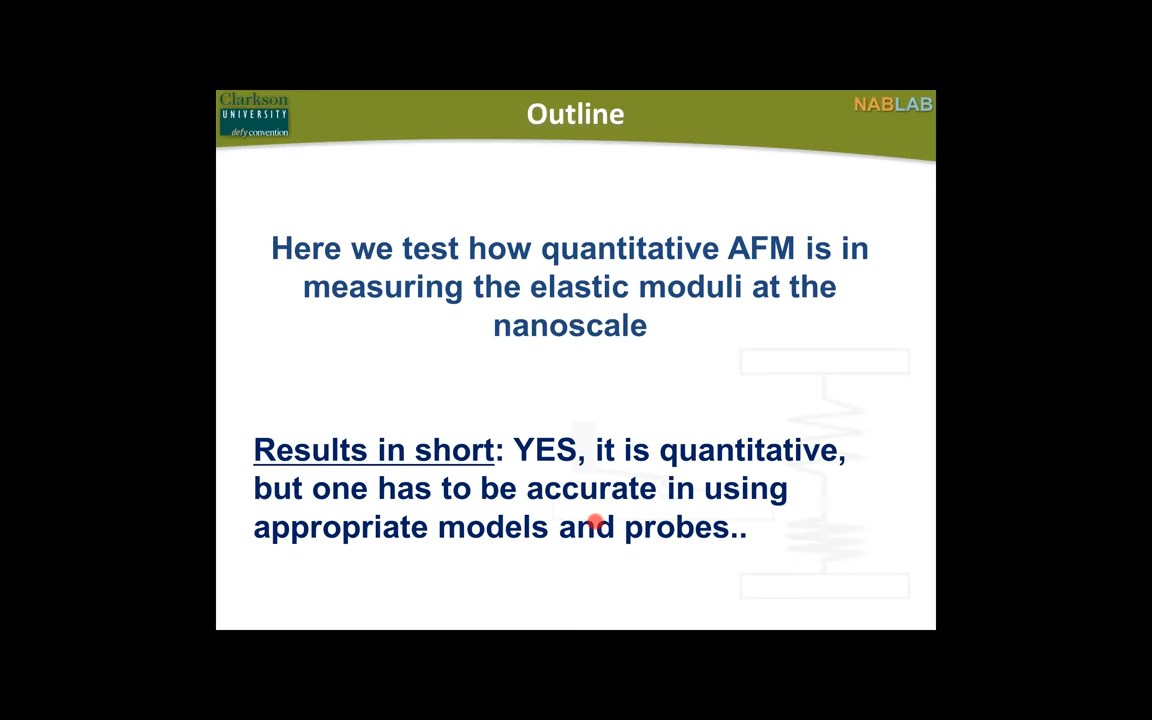 Clarkson
UNIVERSITY
defy convention
Outline
NABLAB
Here we test how quantitative AFM is in
measuring the elastic moduli at the
nanoscale
Results in short: YES, it is quantitative,
but one has to be accurate in using
appropriate models and probes..